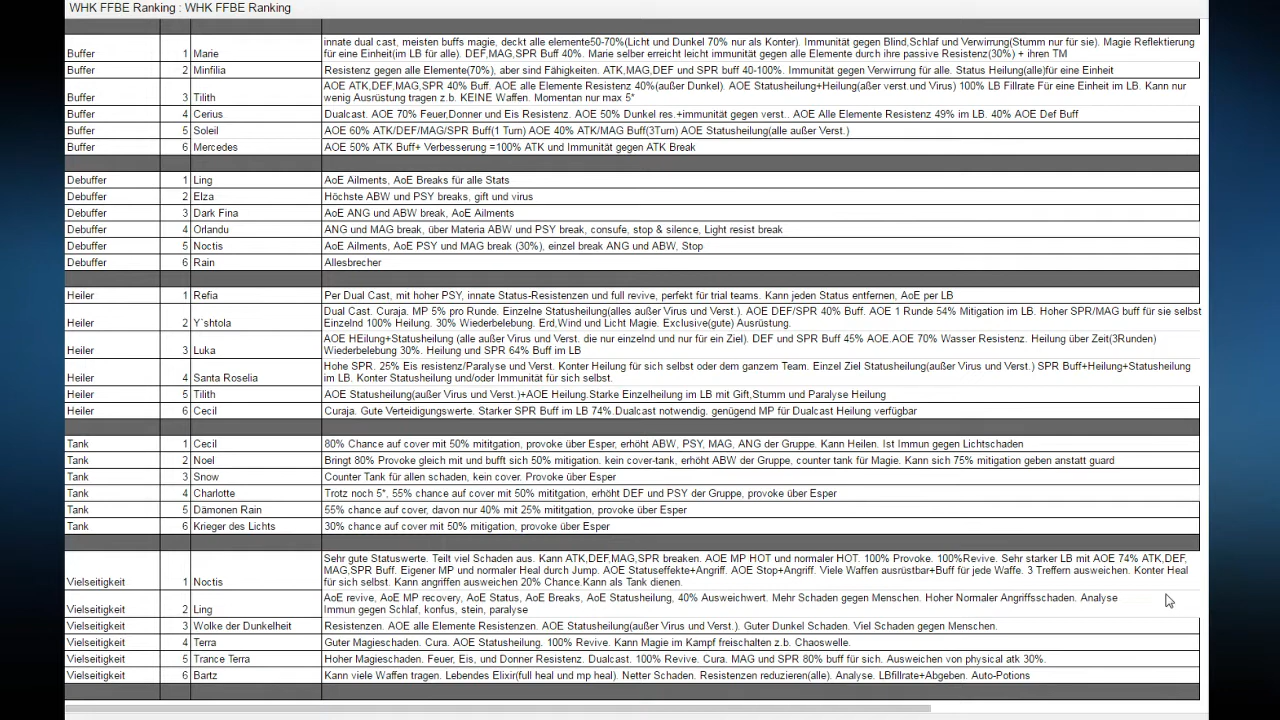 WHK FFBE Ranking : WHK FFBE Ranking
Buffer 1 Marie innate dual cast, meisten buffs magie, deckt alle elemente50-70%(Licht und Dunkel 70% nur als Konter). Immunität gegen Blind,Schlaf und Verwirrung(Stumm nur für sie). Magie Reflektierung
für eine Einheit(im LB für alle). DEF,MAG,SPR Buff 40%. Marie selber erreicht leicht immunität gegen alle Elemente durch ihre passive Resistenz(30%) + ihren TM
Buffer 2 Minfilia Resistenz gegen alle Elemente(70%), aber sind Fähigkeiten. ATK,MAG,DEF und SPR buff 40-100%. Immunität gegen Verwirrung für alle. Status Heilung(alle)für eine Einheit
Buffer 3 Tilith AOE ATK,DEF,MAG,SPR 40% Buff. AOE alle Elemente Resistenz 40%(außer Dunkel). AOE Statusheilung+Heilung(aßer verst.und Virus) 100% LB Fillrate Für eine Einheit im LB. Kann nur
wenig Ausrüstung tragen z.b. KEINE Waffen. Momentan nur max 5*
Buffer 4 Cerius Dualcast. AOE 70% Feuer,Donner und Eis Resistenz. AOE 50% Dunkel res.+immunität gegen verst.. AOE Alle Elemente Resistenz 49% im LB. 40% AOE Def Buff
Buffer 5 Soleil AOE 60% ATK/DEF/MAG/SPR Buff(1 Turn) AOE 40% ATK/MAG Buff(3Turn) AOE Statusheilung(alle außer Verst.)
Buffer 6 Mercedes AOE 50% ATK Buff+ Verbesserung =100% ATK und Immunität gegen ATK Break
Debuffer 1 Ling AoE Ailments, AoE Breaks für alle Stats
Debuffer 2 Elza Höchste ABW und PSY breaks, gift und virus
Debuffer 3 Dark Fina AoE ANG und ABW break, AoE Ailments
Debuffer 4 Orlandu ANG und MAG break, über Materia ABW und PSY break, consufe, stop & silence, Light resist break
Debuffer 5 Noctis AoE Ailments, AoE PSY und MAG break (30%), einzel break ANG und ABW, Stop
Debuffer 6 Rain Allesbrecher
Heiler 1 Refia Per Dual Cast, mit hoher PSY, innate Status-Resistenzen und full revive, perfekt für trial teams. Kann jeden Status entfernen, AoE per LB
Heiler 2 Y`shtola Dual Cast. Curaja. MP 5% pro Runde. Einzelne Statusheilung(alles außer Virus und Verst.). AOE DEF/SPR 40% Buff. AOE 1 Runde 54% Mitigation im LB. Hoher SPR/MAG buff für sie selbst
Einzelnd 100% Heilung. 30% Wiederbelebung. Erd,Wind und Licht Magie. Exclusive(gute) Ausrüstung.
Heiler 3 Luka AOE HEilung+Statusheilung (alle außer Virus und Verst. die nur einzelnd und nur für ein Ziel). DEF und SPR Buff 45% AOE.AOE 70% Wasser Resistenz. Heilung über Zeit(3Runden)
Wiederbelebung 30%. Heilung und SPR 64% Buff im LB
Heiler 4 Santa Roselia Hohe SPR. 25% Eis resistenz/Paralyse und Verst. Konter Heilung für sich selbst oder dem ganzem Team. Einzel Ziel Statusheilung(außer Virus und Verst.) SPR Buff+Heilung+Statusheilung
im LB. Konter Statusheilung und/oder Immunität für sich selbst.
Heiler 5 Tilith AOE Statusheilung(außer Virus und Verst.)+AOE Heilung.Starke Einzelheilung im LB mit Gift,Stumm und Paralyse Heilung
Heiler 6 Cecil Curaja. Gute Verteidigungswerte. Starker SPR Buff im LB 74%.Dualcast notwendig. genügend MP für Dualcast Heilung verfügbar
Tank 1 Cecil 80% Chance auf cover mit 50% mititgation, provoke über Esper, erhöht ABW, PSY, MAG, ANG der Gruppe. Kann Heilen. Ist Immun gegen Lichtschaden
Tank 2 Noel Bringt 80% Provoke gleich mit und bufft sich 50% mitigation. kein cover-tank, erhöht ABW der Gruppe, counter tank für Magie. Kann sich 75% mitigation geben anstatt guard
Tank 3 Snow Counter Tank für allen schaden, kein cover. Provoke über Esper
Tank 4 Charlotte Trotz noch 5*, 55% chance auf cover mit 50% mititgation, erhöht DEF und PSY der Gruppe, provoke über Esper
Tank 5 Dämonen Rain 55% chance auf cover, davon nur 40% mit 25% mitigation, provoke über Esper
Tank 6 Krieger des Lichts 30% chance auf cover mit 50% mitigation, provoke über Esper
Vielseitigkeit 1 Noctis Sehr gute Statuswerte. Teilt viel Schaden aus. Kann ATK,DEF,MAG,SPR breaken. AOE MP HOT und normaler HOT. 100% Provoke. 100%Revive. Sehr starker LB mit AOE 74% ATK,DEF,
MAG,SPR Buff. Eigener MP und normaler Heal durch Jump. AOE Statuseffekte+Angriff. AOE Stop+Angriff. Viele Waffen ausrüstbar+Buff für jede Waffe. 3 Treffern ausweichen. Konter Heal
für sich selbst. Kann angriffen ausweichen 20% Chance.Kann als Tank dienen.
Vielseitigkeit 2 Ling AoE revive, AoE MP recovery, AoE Status, AoE Breaks, AoE Statusheilung, 40% Ausweichwert. Mehr Schaden gegen Menschen. Hoher Normaler Angriffsschaden. Analyse
Immun gegen Schlaf, konfus, stein, paralyse
Vielseitigkeit 3 Wolke der Dunkelheit Resistenzen. AOE alle Elemente Resistenzen. AOE Statusheilung(außer Virus und Verst.). Guter Dunkel Schaden. Viel Schaden gegen Menschen.
Vielseitigkeit 4 Terra Guter Magieschaden. Cura. AOE Statusheilung. 100% Revive. Kann Magie im Kampf freischalten z.b. Chaoswelle.
Vielseitigkeit 5 Trance Terra Hoher Magieschaden. Feuer, Eis, und Donner Resistenz. Dualcast. 100% Revive. Cura. MAG und SPR 80% buff für sich. Ausweichen von physical atk 30%.
Vielseitigkeit 6 Bartz Kann viele Waffen tragen. Lebendes Elixir(full heal und mp heal). Netter Schaden. Resistenzen reduzieren(alle). Analyse. LBfillrate+Abgeben. Auto-Potions